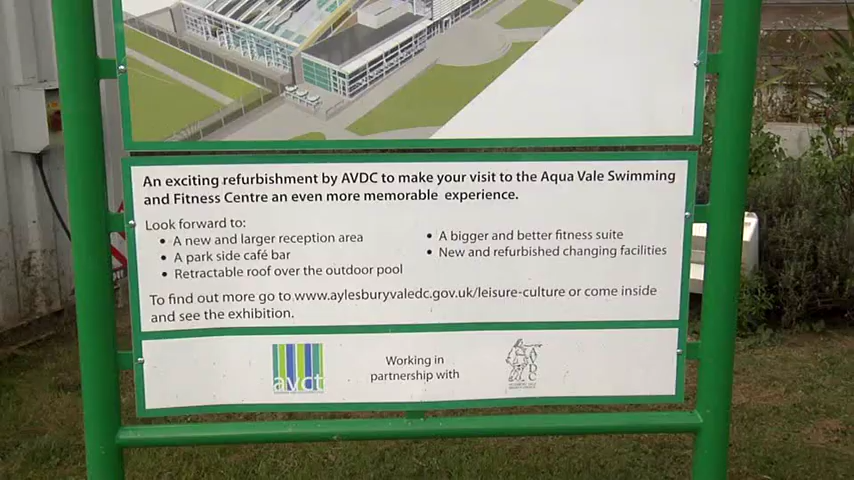 An exciting refurbishment by AVDC to make your visit to the Aqua Vale Swimming
and Fitness Centre an even more memorable experience.
Look forward to:
• A new and larger reception area
• A park side café bar
• Retractable roof over the outdoor pool
• A bigger and better fitness suite
• New and refurbished changing facilities
To find out more go to www.aylesburyvaledc.gov.uk/leisure-culture or come inside
and see the exhibition.
avct
Working in
partnership with